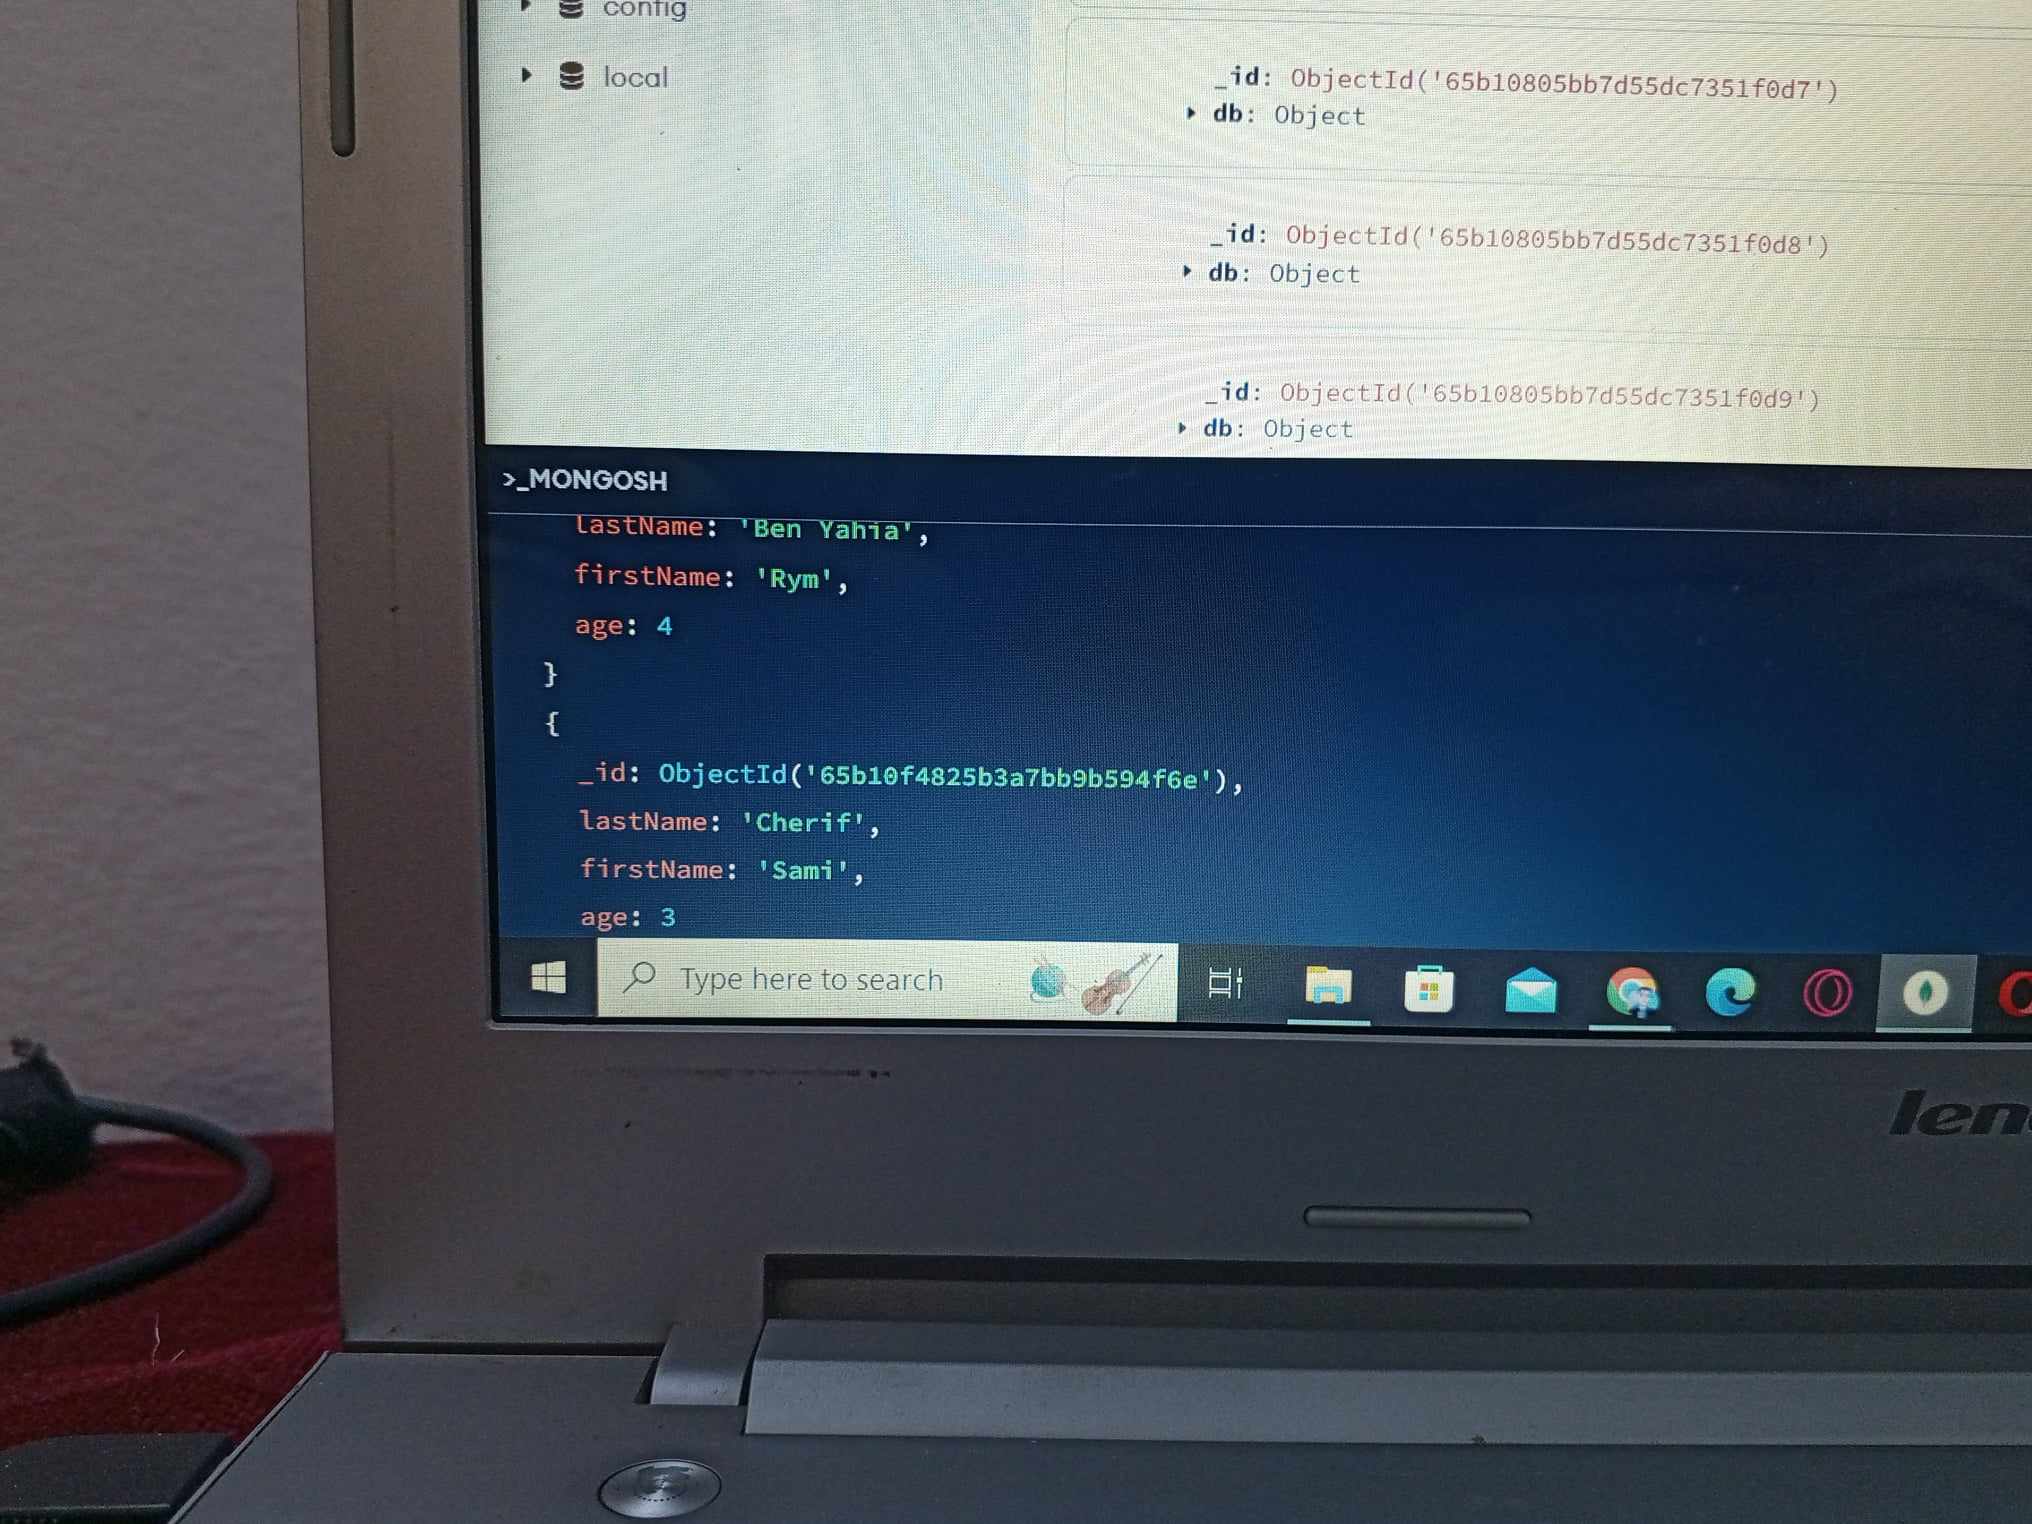 config
local
_id: ObjectId('65b10805bb7d55dc7351f0d7')
db: Object
_id: ObjectId('65b10805bb7d55dc7351f0d8')
db: Object
_id: ObjectId('65b10805bb7d55dc7351f0d9')
db: Object
>_MONGOSH
lastName: 'Ben Yahia',
firstName: 'Rym',
age: 4
}
{
_id: ObjectId('65b10f4825b3a7bb9b594f6e'),
lastName: 'Cherif',
firstName: 'Sami',
age: 3
Type here to search
len